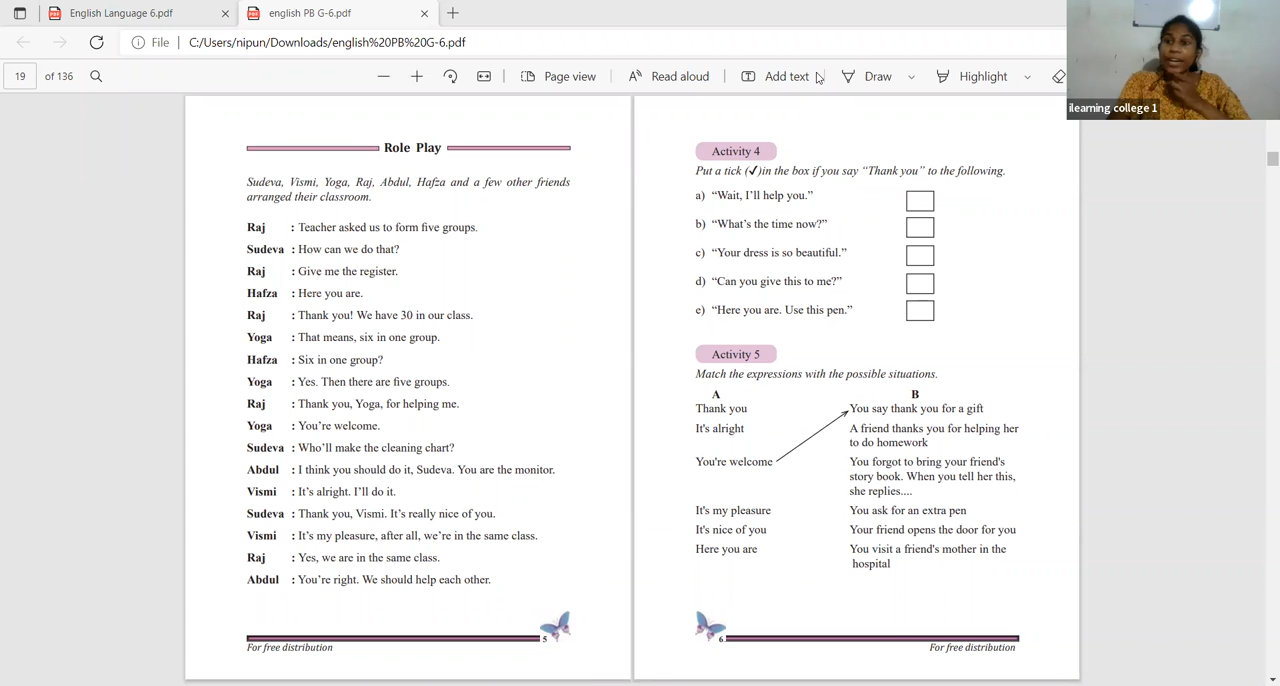 English Language 6.pdf
english PB G-6.pdf
File
C:/Users/nipun/Downloads/english%20PB%20G-6.pdf
19 of 136
Page view
Read aloud
Add text
Draw
Highlight
ilearning college 1
Role Play
Sudeva, Vismi, Yoga, Raj, Abdul, Hafza and a few other friends
arranged their classroom.
Raj : Teacher asked us to form five groups.
Sudeva : How can we do that?
Raj : Give me the register.
Hafza : Here you are.
Raj : Thank you! We have 30 in our class.
Yoga : That means, six in one group.
Hafza : Six in one group?
Yoga : Yes. Then there are five groups.
Raj : Thank you, Yoga, for helping me.
Yoga : You're welcome.
Sudeva : Who'll make the cleaning chart?
Abdul : I think you should do it, Sudeva. You are the monitor.
Vismi : It's alright. I'll do it.
Sudeva : Thank you, Vismi. It's really nice of you.
Vismi : It's my pleasure, after all, we're in the same class.
Raj : Yes, we are in the same class.
Abdul : You're right. We should help each other.
5
For free distribution
Activity 4
Put a tick (✓)in the box if you say “Thank you” to the following.
a) “Wait, I'll help you.”
b) “What's the time now?”
c) “Your dress is so beautiful.”
d) “Can you give this to me?”
e) “Here you are. Use this pen.”
Activity 5
Match the expressions with the possible situations.
A B
Thank you You say thank you for a gift
It's alright A friend thanks you for helping her
to do homework
You're welcome You forgot to bring your friend's
story book. When you tell her this,
she replies....
It's my pleasure You ask for an extra pen
It's nice of you Your friend opens the door for you
Here you are You visit a friend's mother in the
hospital
6
For free distribution